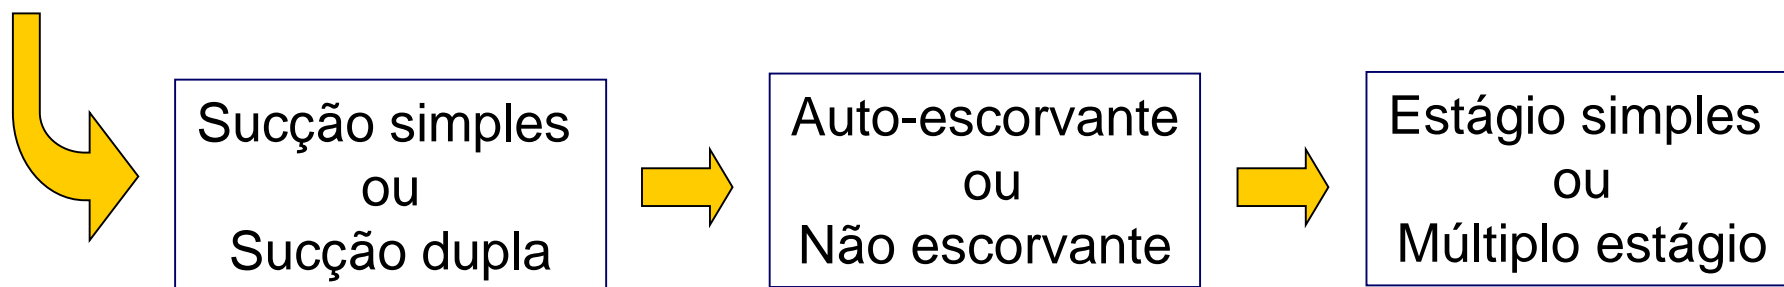 Sucção simples
ou
Sucção dupla
Auto-escorvante
ou
Não escorvante
Estágio simples
ou
Múltiplo estágio